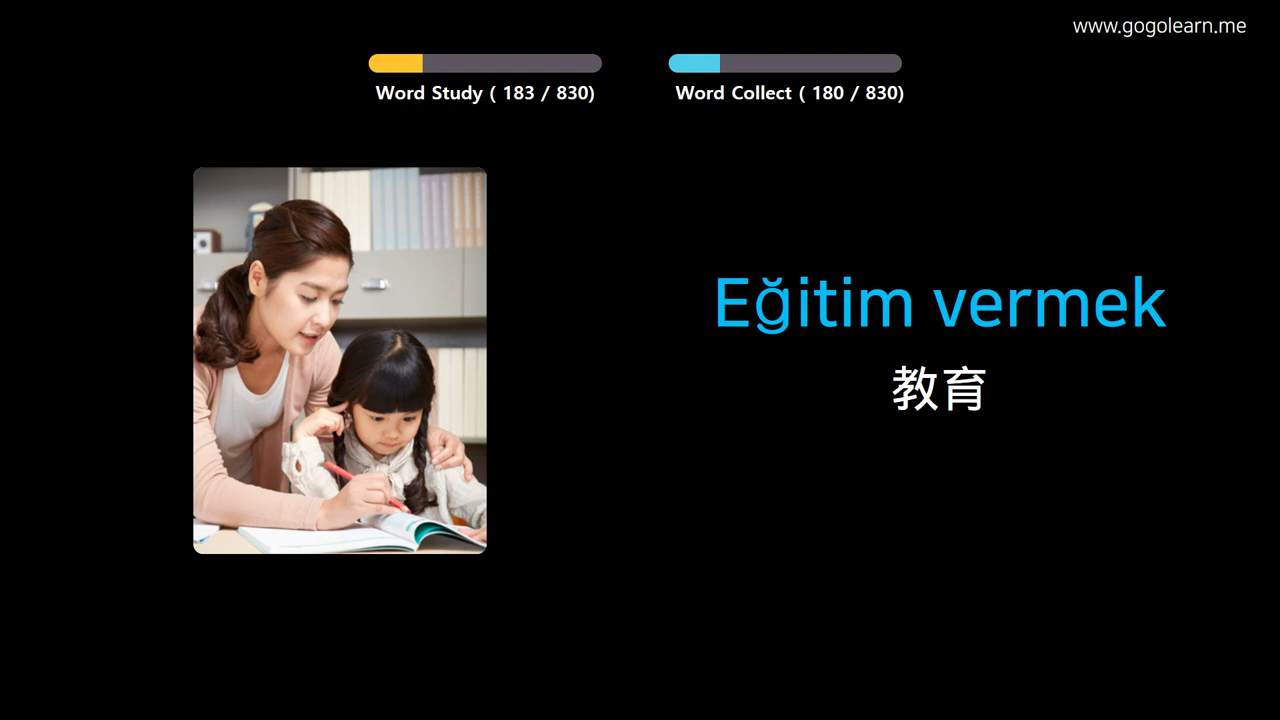 www.gogolearn.me
Word Study ( 183 / 830)
Word Collect ( 180 / 830)
Eğitim vermek
教育